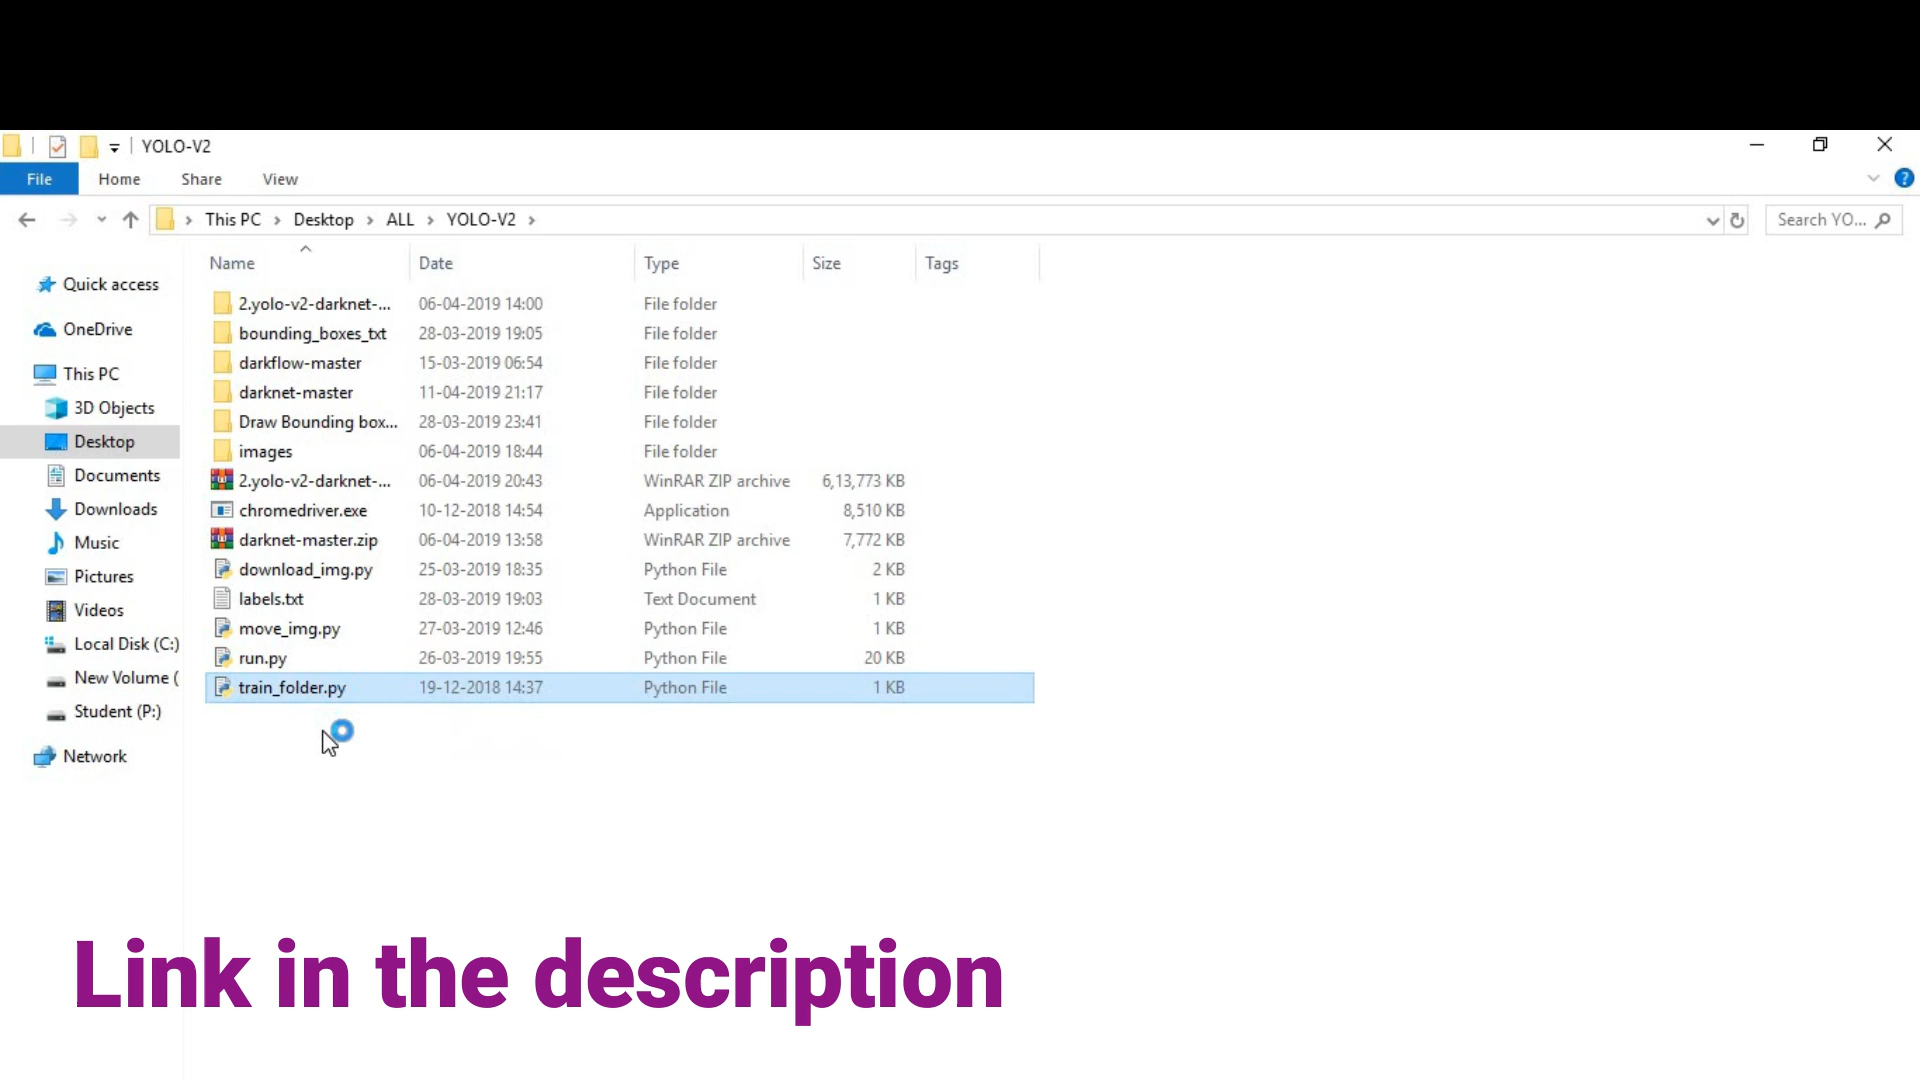 YOLO-V2
File Home Share View
This PC Desktop ALL YOLO-V2 Search YO...
Name Date Type Size Tags
Quick access
OneDrive
This PC
3D Objects
Desktop
Documents
Downloads
Music
Pictures
Videos
Local Disk (C:)
New Volume (
Student (P:)
Network
2.yolo-v2-darknet-... 06-04-2019 14:00 File folder
bounding_boxes_txt 28-03-2019 19:05 File folder
darkflow-master 15-03-2019 06:54 File folder
darknet-master 11-04-2019 21:17 File folder
Draw Bounding box... 28-03-2019 23:41 File folder
images 06-04-2019 18:44 File folder
2.yolo-v2-darknet-... 06-04-2019 20:43 WinRAR ZIP archive 6,13,773 KB
chromedriver.exe 10-12-2018 14:54 Application 8,510 KB
darknet-master.zip 06-04-2019 13:58 WinRAR ZIP archive 7,772 KB
download_img.py 25-03-2019 18:35 Python File 2 KB
labels.txt 28-03-2019 19:03 Text Document 1 KB
move_img.py 27-03-2019 12:46 Python File 1 KB
run.py 26-03-2019 19:55 Python File 20 KB
train_folder.py 19-12-2018 14:37 Python File 1 KB
Link in the description